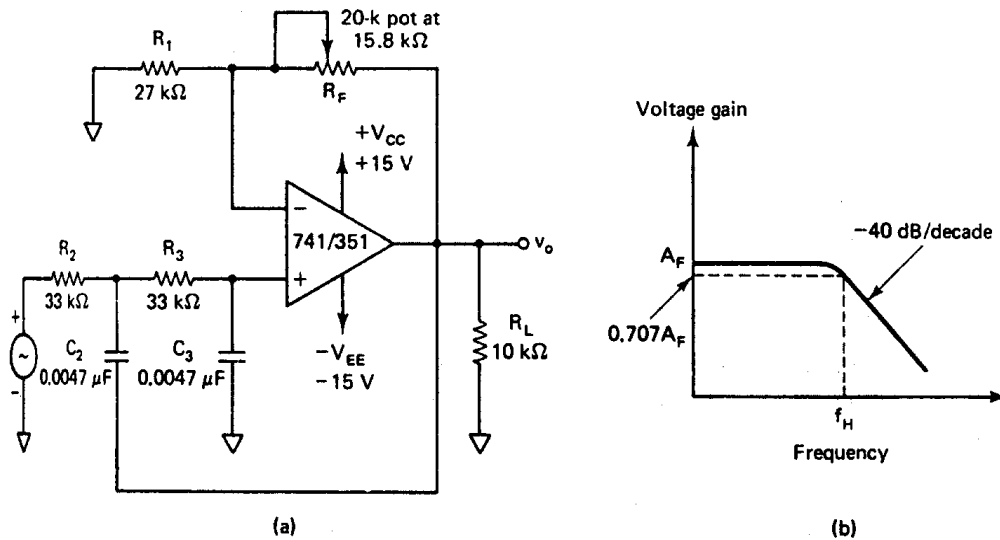 20-k pot at
15.8 kΩ
R1
27 kΩ
RF
+VCC
+15 V
−
741/351
+
vo
R2
33 kΩ
R3
33 kΩ
+
-
C2
0.0047 µF
C3
0.0047 µF
−VEE
−15 V
RL
10 kΩ
(a)
Voltage gain
−40 dB/decade
AF
0.707AF
fH
Frequency
(b)